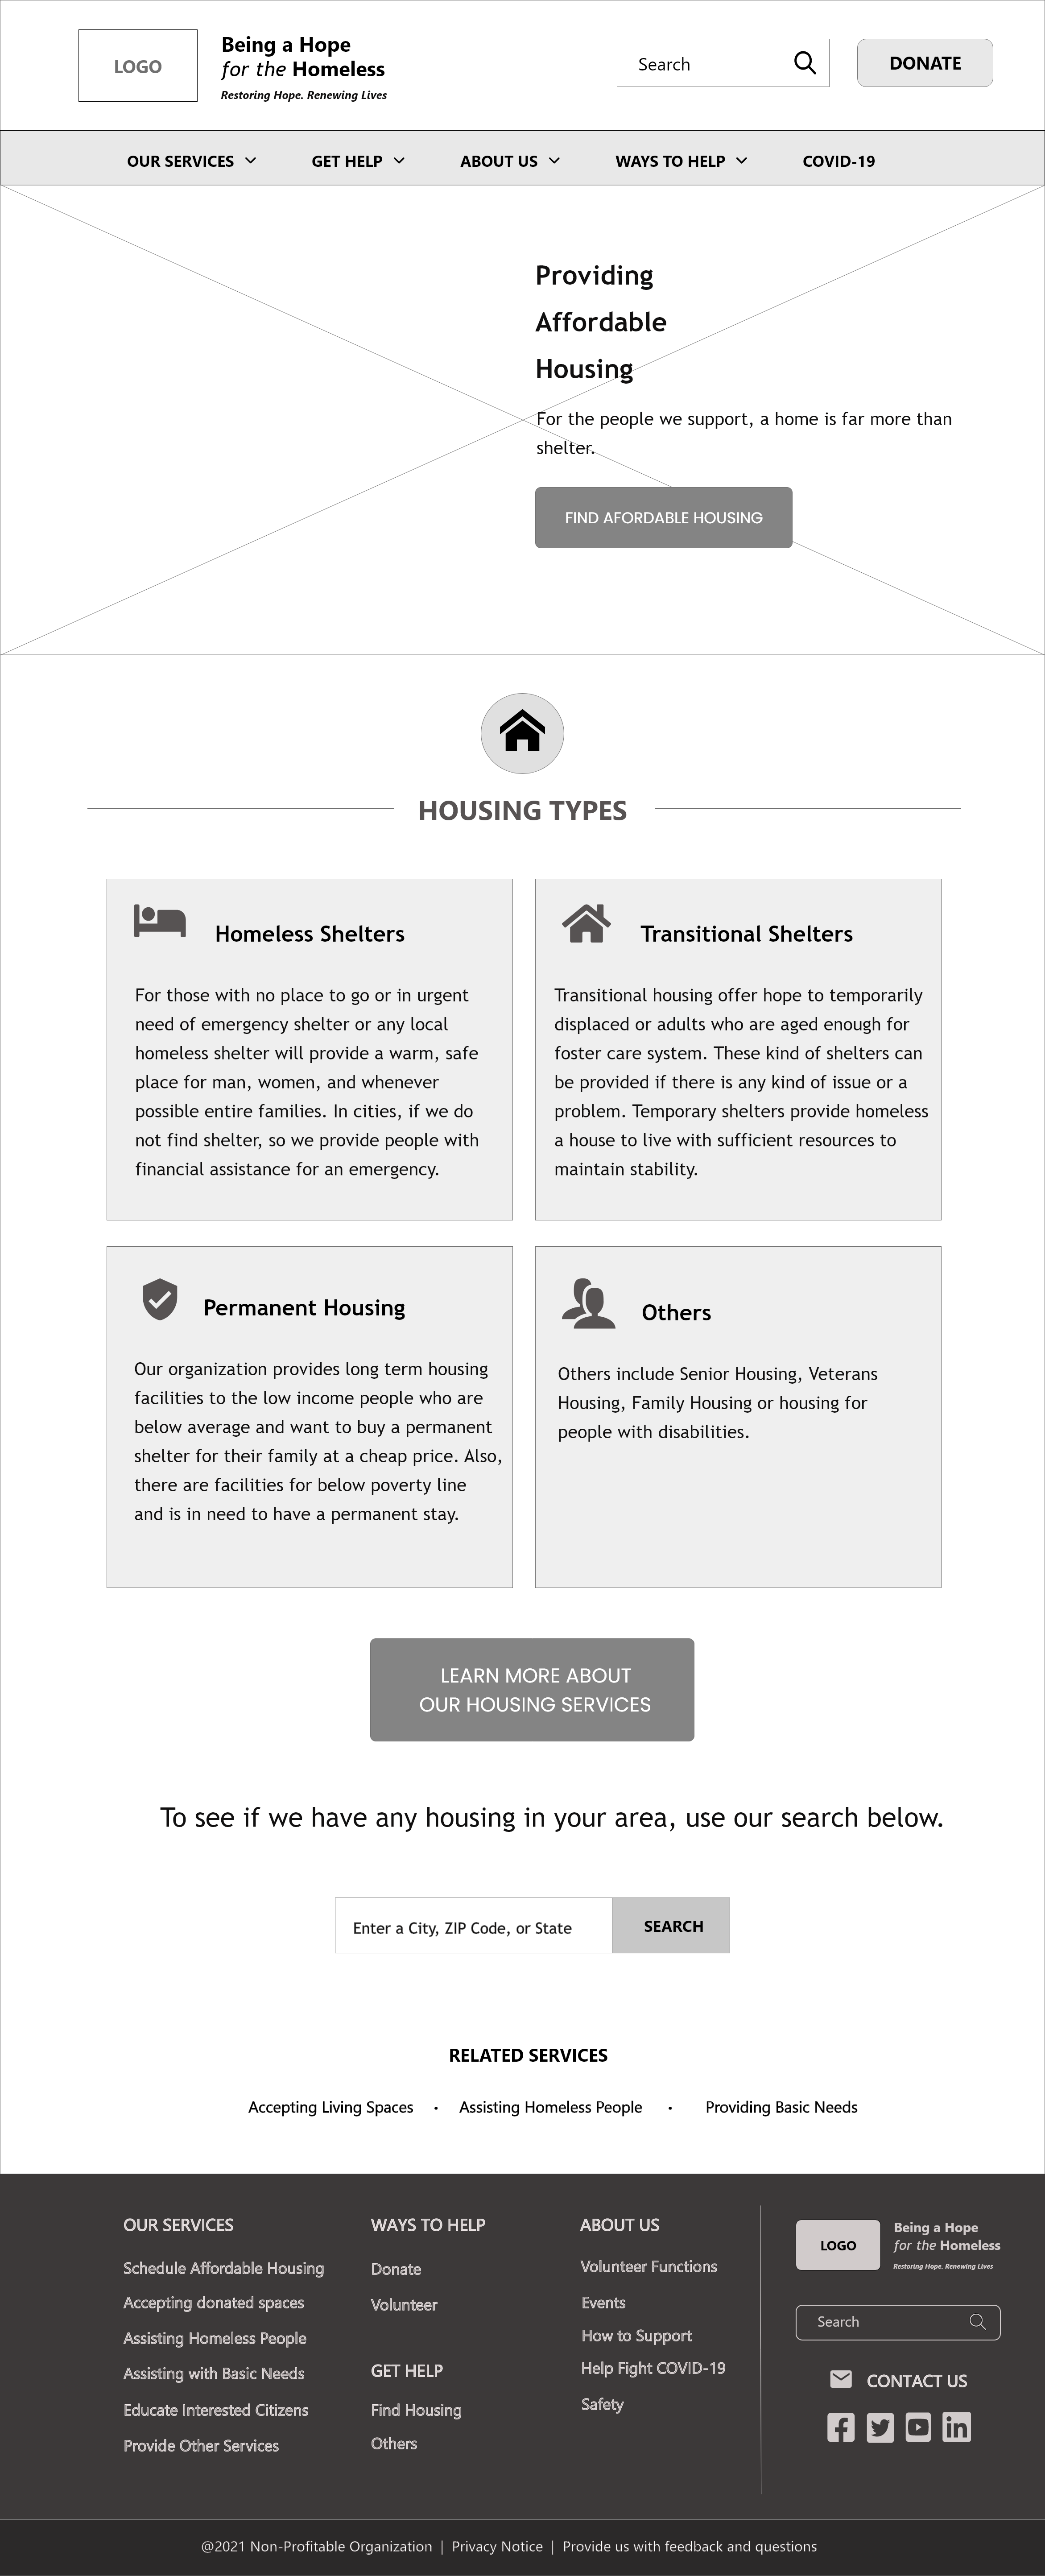 LOGO
Being a Hope
for the Homeless
Restoring Hope. Renewing Lives
Search
DONATE
OUR SERVICES
GET HELP
ABOUT US
WAYS TO HELP
COVID-19
Providing
Affordable
Housing
For the people we support, a home is far more than
shelter.
FIND AFORDABLE HOUSING
HOUSING TYPES
Homeless Shelters
For those with no place to go or in urgent
need of emergency shelter or any local
homeless shelter will provide a warm, safe
place for man, women, and whenever
possible entire families. In cities, if we do
not find shelter, so we provide people with
financial assistance for an emergency.
Transitional Shelters
Transitional housing offer hope to temporarily
displaced or adults who are aged enough for
foster care system. These kind of shelters can
be provided if there is any kind of issue or a
problem. Temporary shelters provide homeless
a house to live with sufficient resources to
maintain stability.
Permanent Housing
Our organization provides long term housing
facilities to the low income people who are
below average and want to buy a permanent
shelter for their family at a cheap price. Also,
there are facilities for below poverty line
and is in need to have a permanent stay.
Others
Others include Senior Housing, Veterans
Housing, Family Housing or housing for
people with disabilities.
LEARN MORE ABOUT
OUR HOUSING SERVICES
To see if we have any housing in your area, use our search below.
Enter a City, ZIP Code, or State
SEARCH
RELATED SERVICES
Accepting Living Spaces • Assisting Homeless People • Providing Basic Needs
OUR SERVICES
Schedule Affordable Housing
Accepting donated spaces
Assisting Homeless People
Assisting with Basic Needs
Educate Interested Citizens
Provide Other Services
WAYS TO HELP
Donate
Volunteer
GET HELP
Find Housing
Others
ABOUT US
Volunteer Functions
Events
How to Support
Help Fight COVID-19
Safety
LOGO
Being a Hope
for the Homeless
Restoring Hope. Renewing Lives
Search
CONTACT US
@2021 Non-Profitable Organization | Privacy Notice | Provide us with feedback and questions